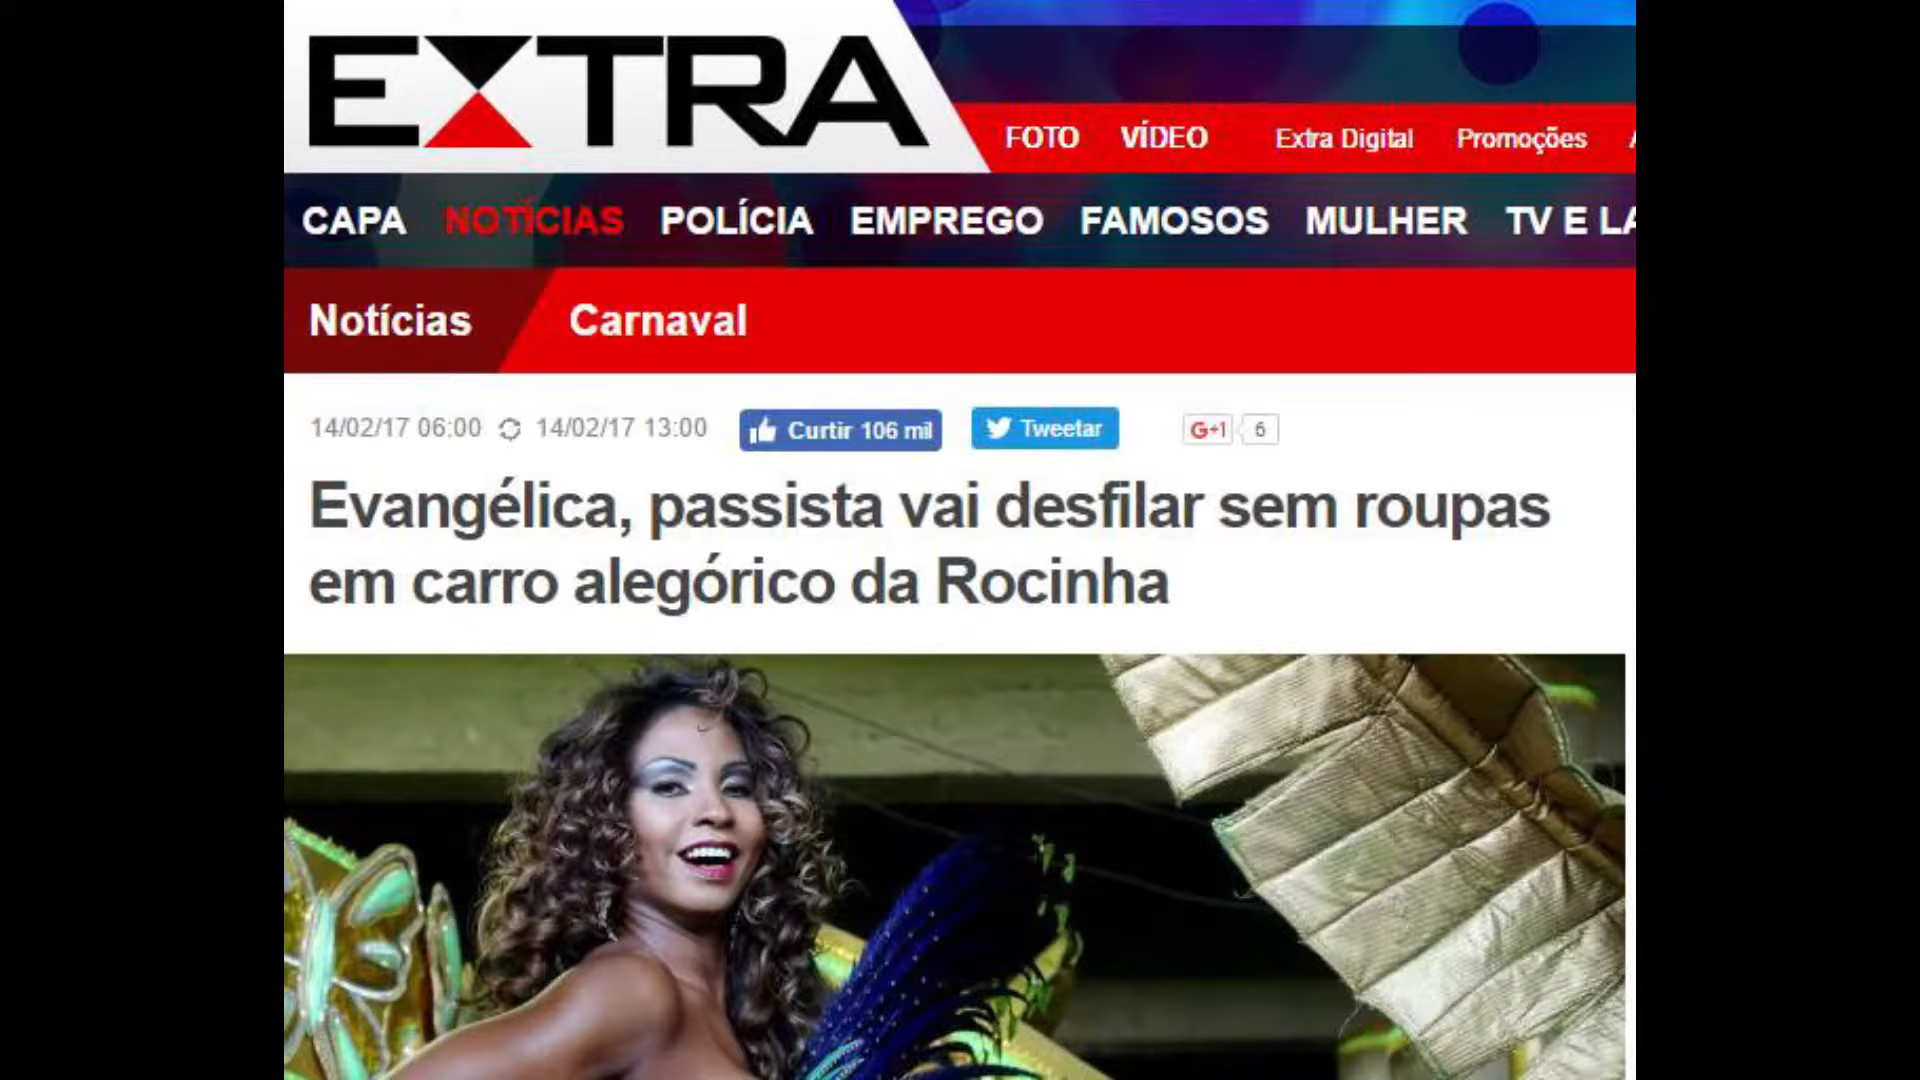 EXTRA
FOTO VÍDEO Extra Digital Promoções
CAPA NOTÍCIAS POLÍCIA EMPREGO FAMOSOS MULHER TV E LA
Notícias Carnaval
14/02/17 06:00 14/02/17 13:00 Curtir 106 mil Tweetar G+1 6
Evangélica, passista vai desfilar sem roupas
em carro alegórico da Rocinha